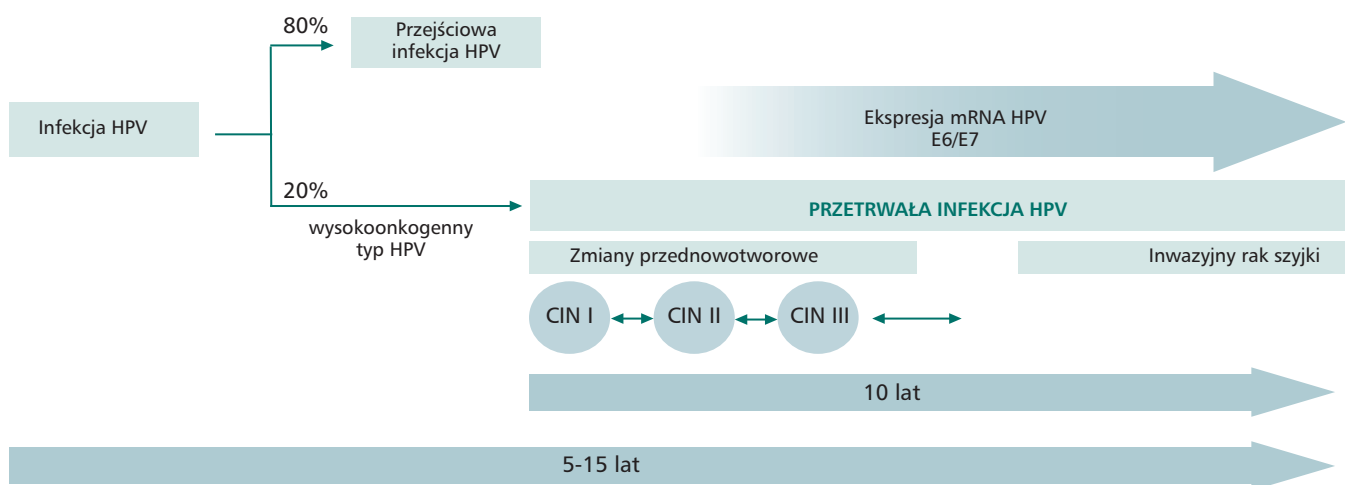 80%
Przejściowa
infekcja HPV
Infekcja HPV
Ekspresja mRNA HPV
E6/E7
20%
wysokoonkogenny
typ HPV
PRZETRWAŁA INFEKCJA HPV
Zmiany przednowotworowe
Inwazyjny rak szyjki
CIN I
CIN II
CIN III
10 lat
5-15 lat